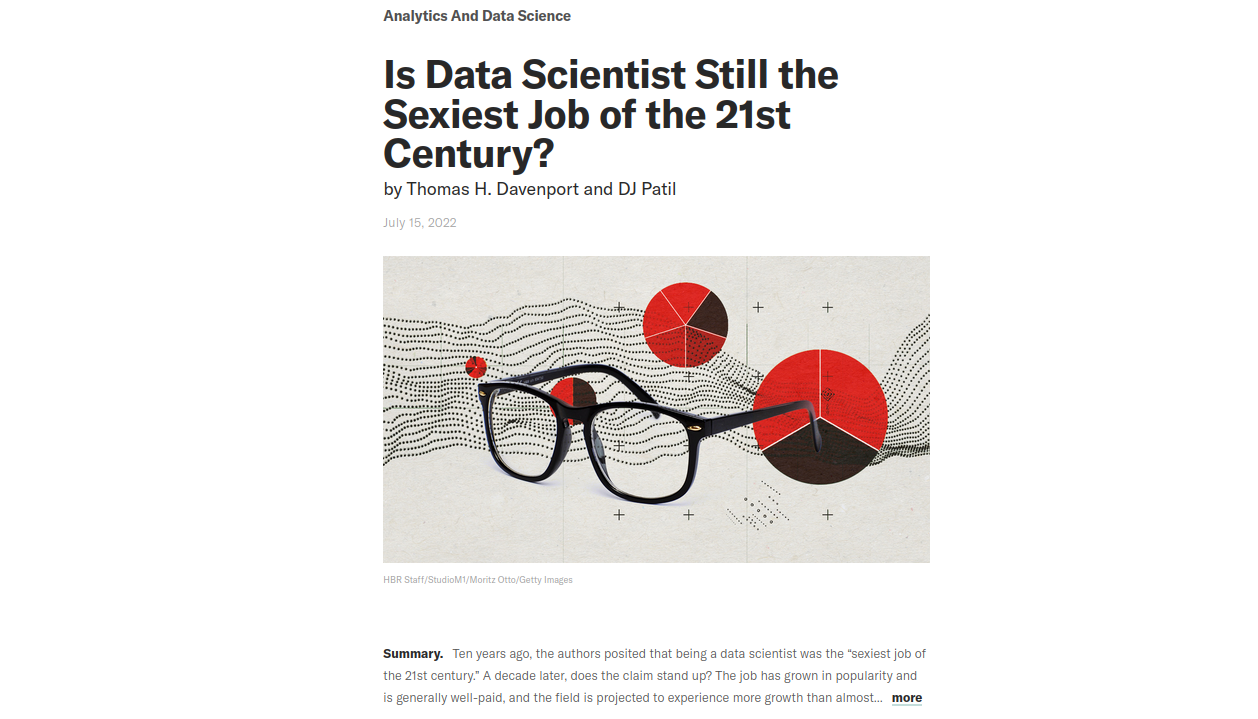 Analytics And Data Science
Is Data Scientist Still the
Sexiest Job of the 21st
Century?
by Thomas H. Davenport and DJ Patil
July 15, 2022
HBR Staff/StudioM1/Moritz Otto/Getty Images
Summary. Ten years ago, the authors posited that being a data scientist was the “sexiest job of
the 21st century.” A decade later, does the claim stand up? The job has grown in popularity and
is generally well-paid, and the field is projected to experience more growth than almost... more